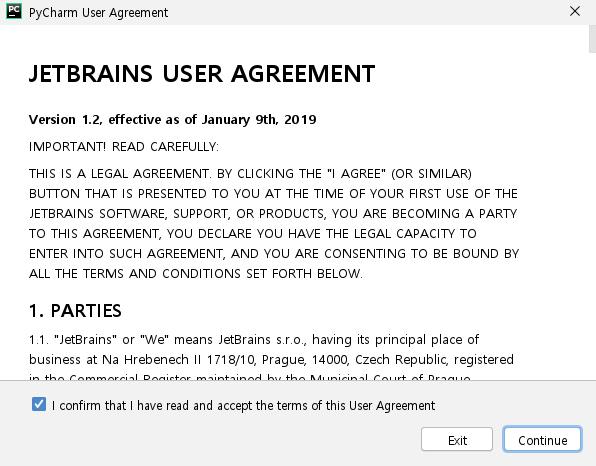 PC PyCharm User Agreement
JETBRAINS USER AGREEMENT
Version 1.2, effective as of January 9th, 2019
IMPORTANT! READ CAREFULLY:
THIS IS A LEGAL AGREEMENT. BY CLICKING THE "I AGREE" (OR SIMILAR)
BUTTON THAT IS PRESENTED TO YOU AT THE TIME OF YOUR FIRST USE OF THE
JETBRAINS SOFTWARE, SUPPORT, OR PRODUCTS, YOU ARE BECOMING A PARTY
TO THIS AGREEMENT, YOU DECLARE YOU HAVE THE LEGAL CAPACITY TO
ENTER INTO SUCH AGREEMENT, AND YOU ARE CONSENTING TO BE BOUND BY
ALL THE TERMS AND CONDITIONS SET FORTH BELOW.
1. PARTIES
1.1. "JetBrains" or "We" means JetBrains s.r.o., having its principal place of
business at Na Hrebenech II 1718/10, Prague, 14000, Czech Republic, registered
in the Commercial Register maintained by the Municipal Court of Prague
I confirm that I have read and accept the terms of this User Agreement
Exit
Continue